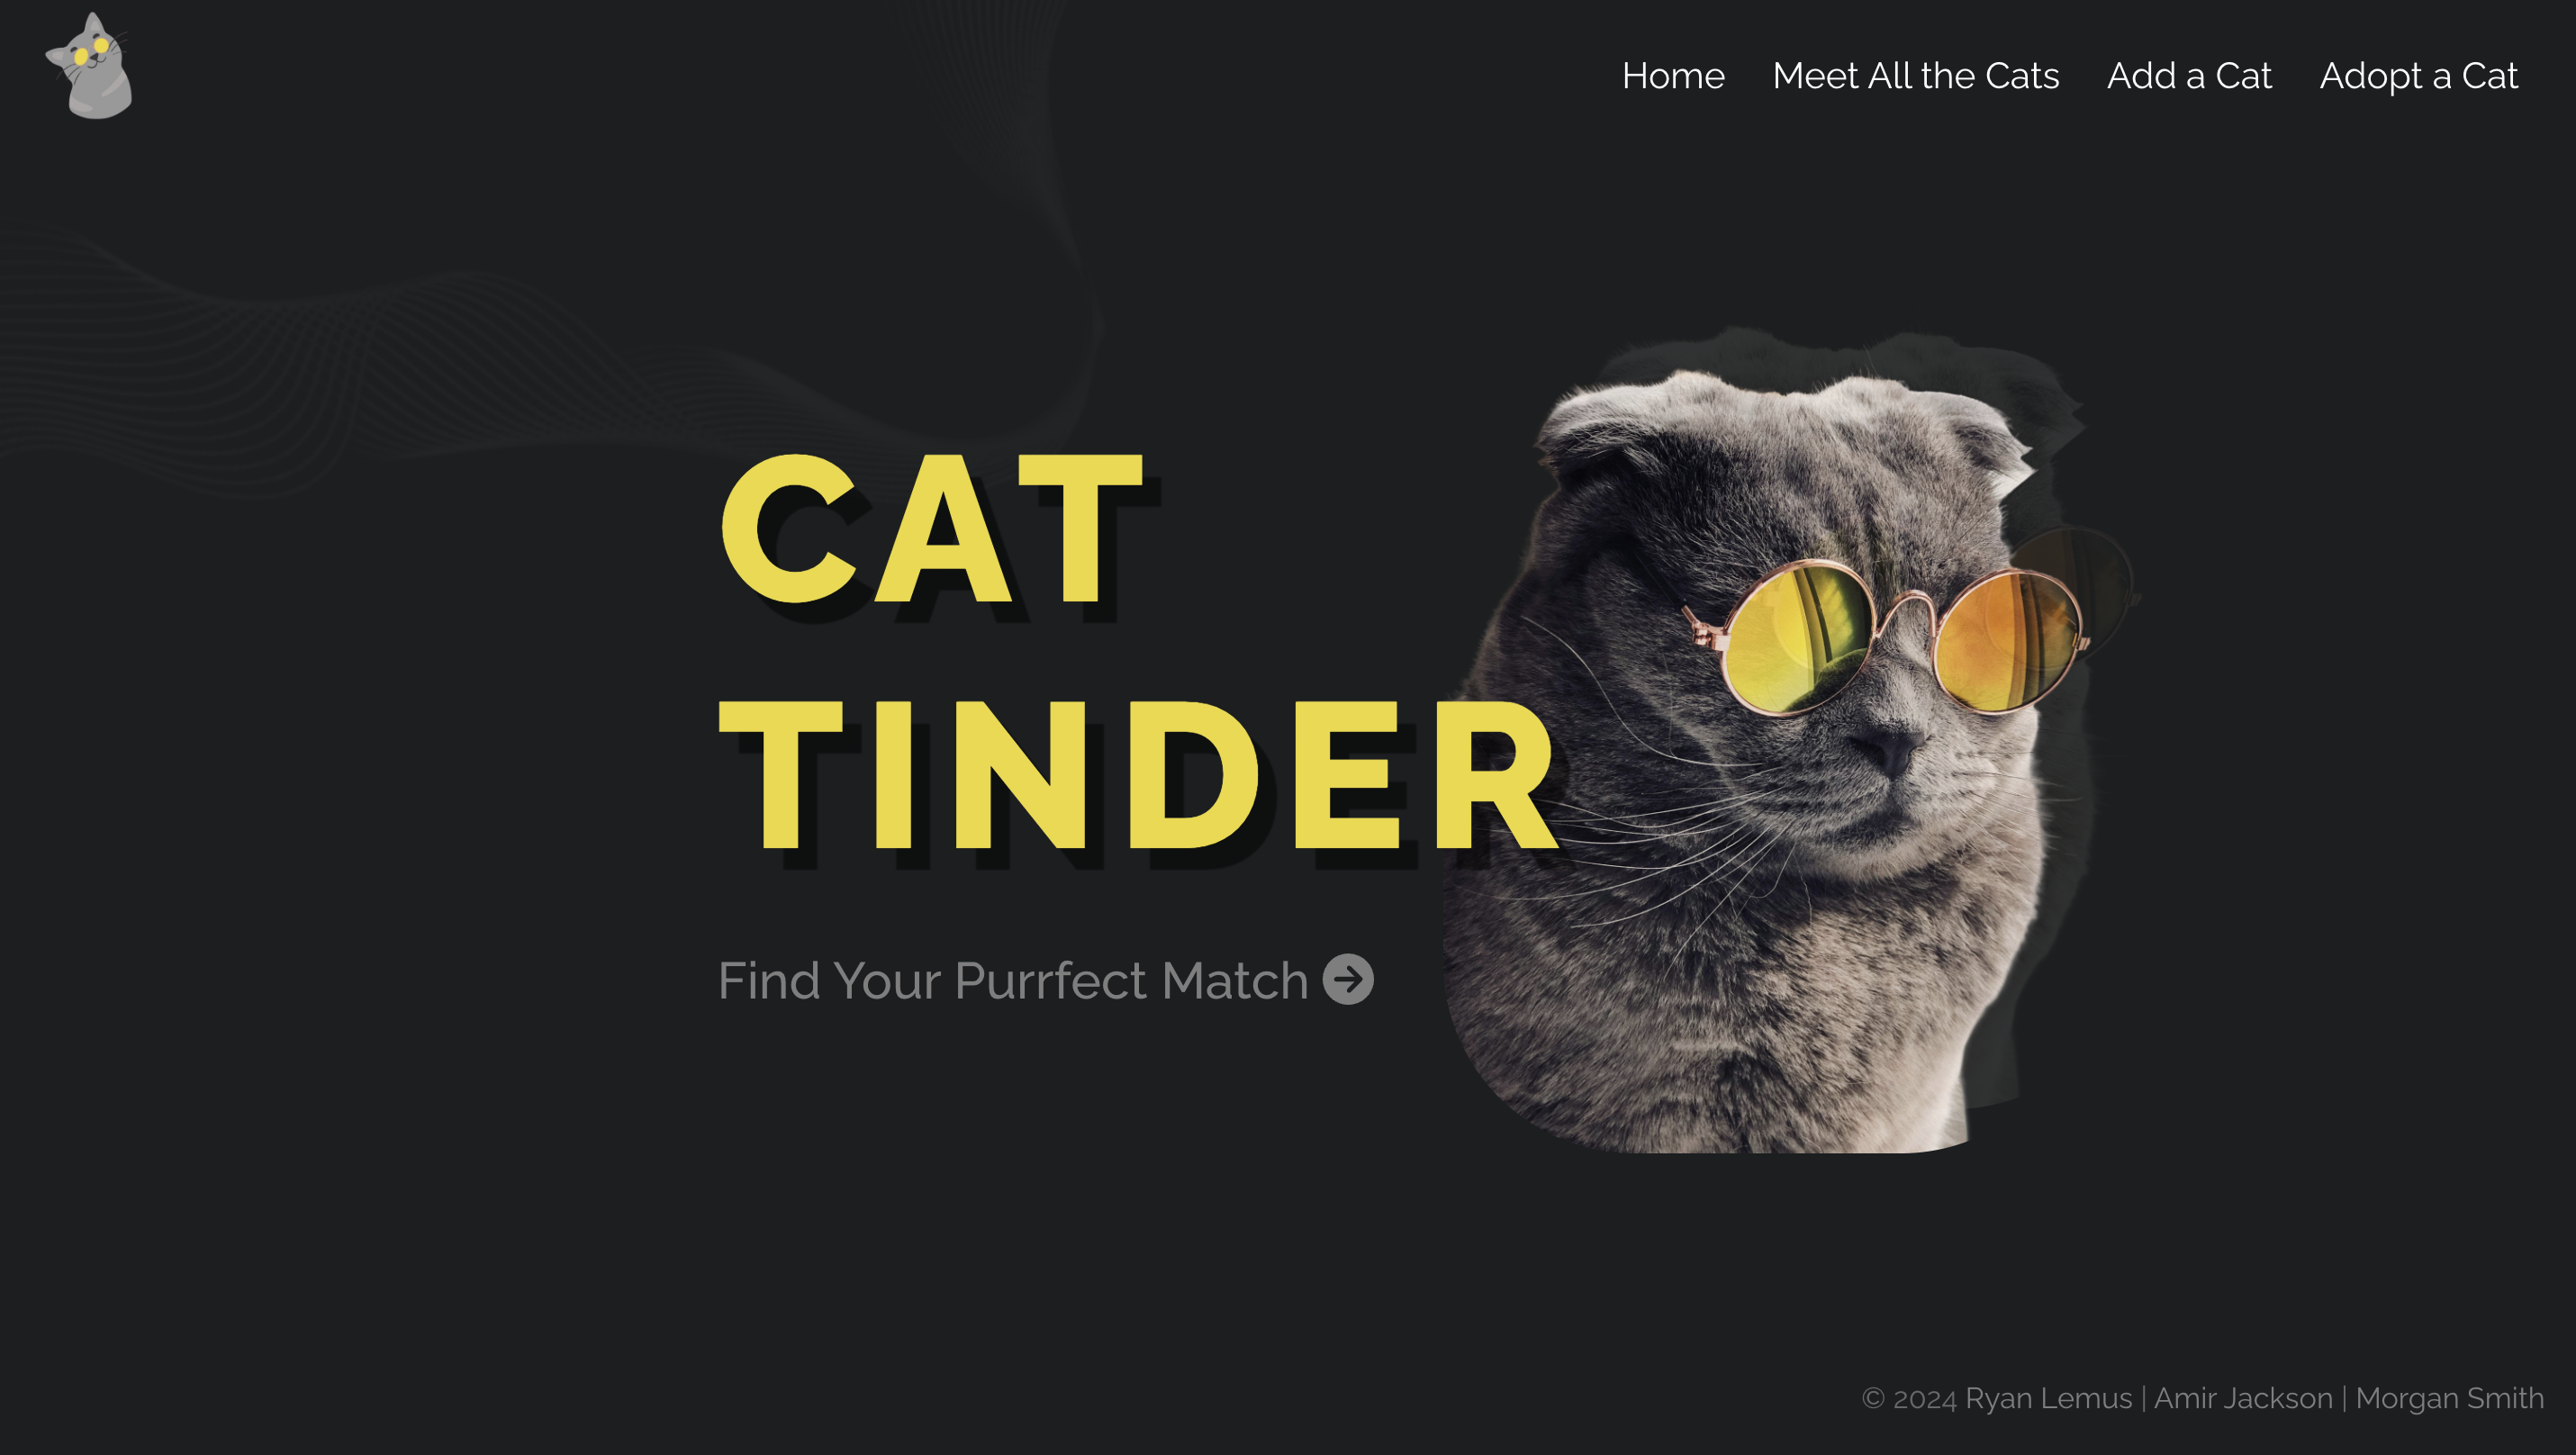 Home Meet All the Cats Add a Cat Adopt a Cat
CAT
TINDER
Find Your Purrfect Match
© 2024 Ryan Lemus | Amir Jackson | Morgan Smith